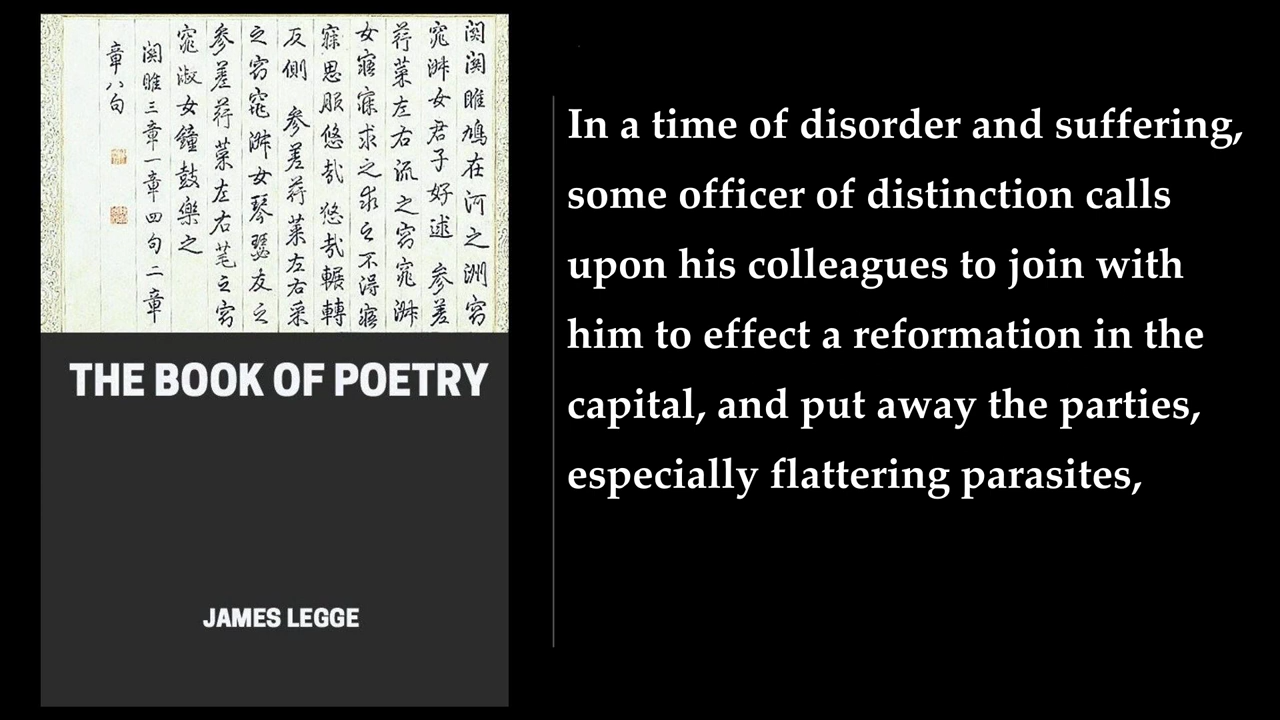 関関雎鳩在河之洲窈
窕淑女君子好逑 参差
荇菜左右流之窈窕淑
女寤寐求之求之不得寤
寐思服悠哉悠哉輾轉
反側 参差荇菜左右采
之窈窕淑女琴瑟友之
参差荇菜左右芼之窈
窕淑女鐘鼓樂之
関雎三章一章四句二章
章八句
THE BOOK OF POETRY
JAMES LEGGE
In a time of disorder and suffering,
some officer of distinction calls
upon his colleagues to join with
him to effect a reformation in the
capital, and put away the parties,
especially flattering parasites,